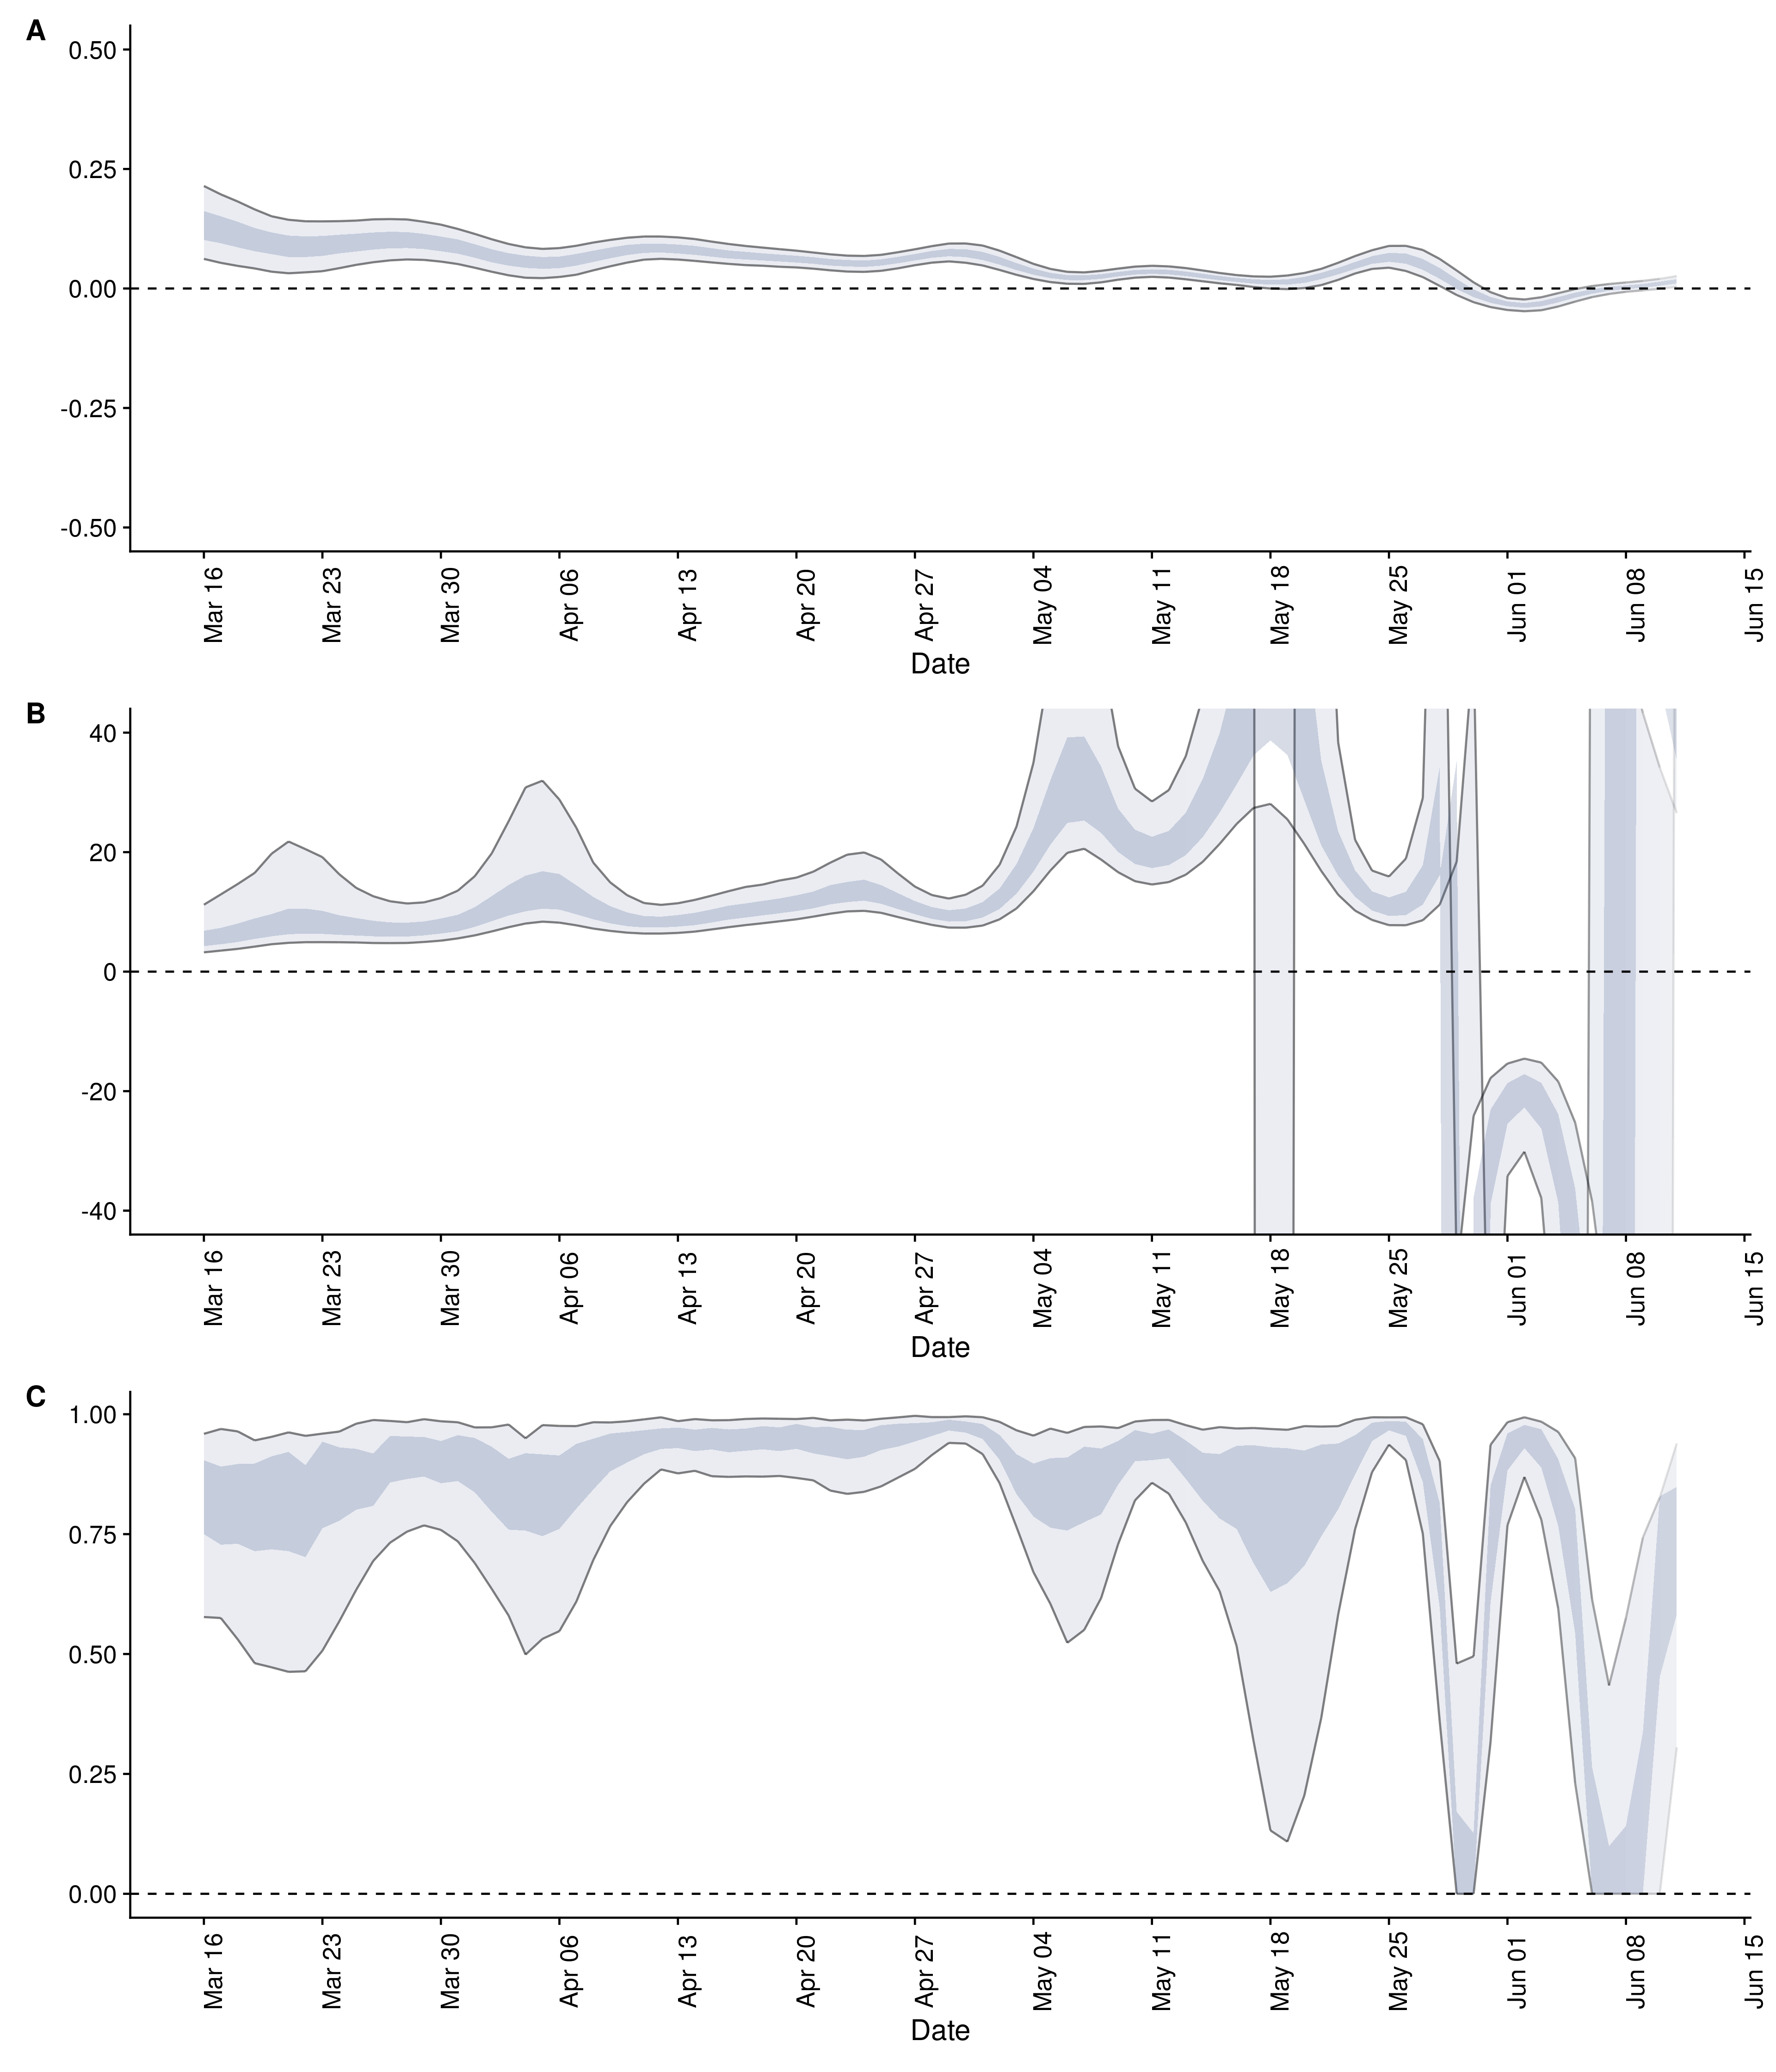 A
0.50
0.25
0.00
-0.25
-0.50
Mar 16
Mar 23
Mar 30
Apr 06
Apr 13
Apr 20
Apr 27
May 04
May 11
May 18
May 25
Jun 01
Jun 08
Jun 15
Date
B
40
20
0
-20
-40
Mar 16
Mar 23
Mar 30
Apr 06
Apr 13
Apr 20
Apr 27
May 04
May 11
May 18
May 25
Jun 01
Jun 08
Jun 15
Date
C
1.00
0.75
0.50
0.25
0.00
Mar 16
Mar 23
Mar 30
Apr 06
Apr 13
Apr 20
Apr 27
May 04
May 11
May 18
May 25
Jun 01
Jun 08
Jun 15
Date